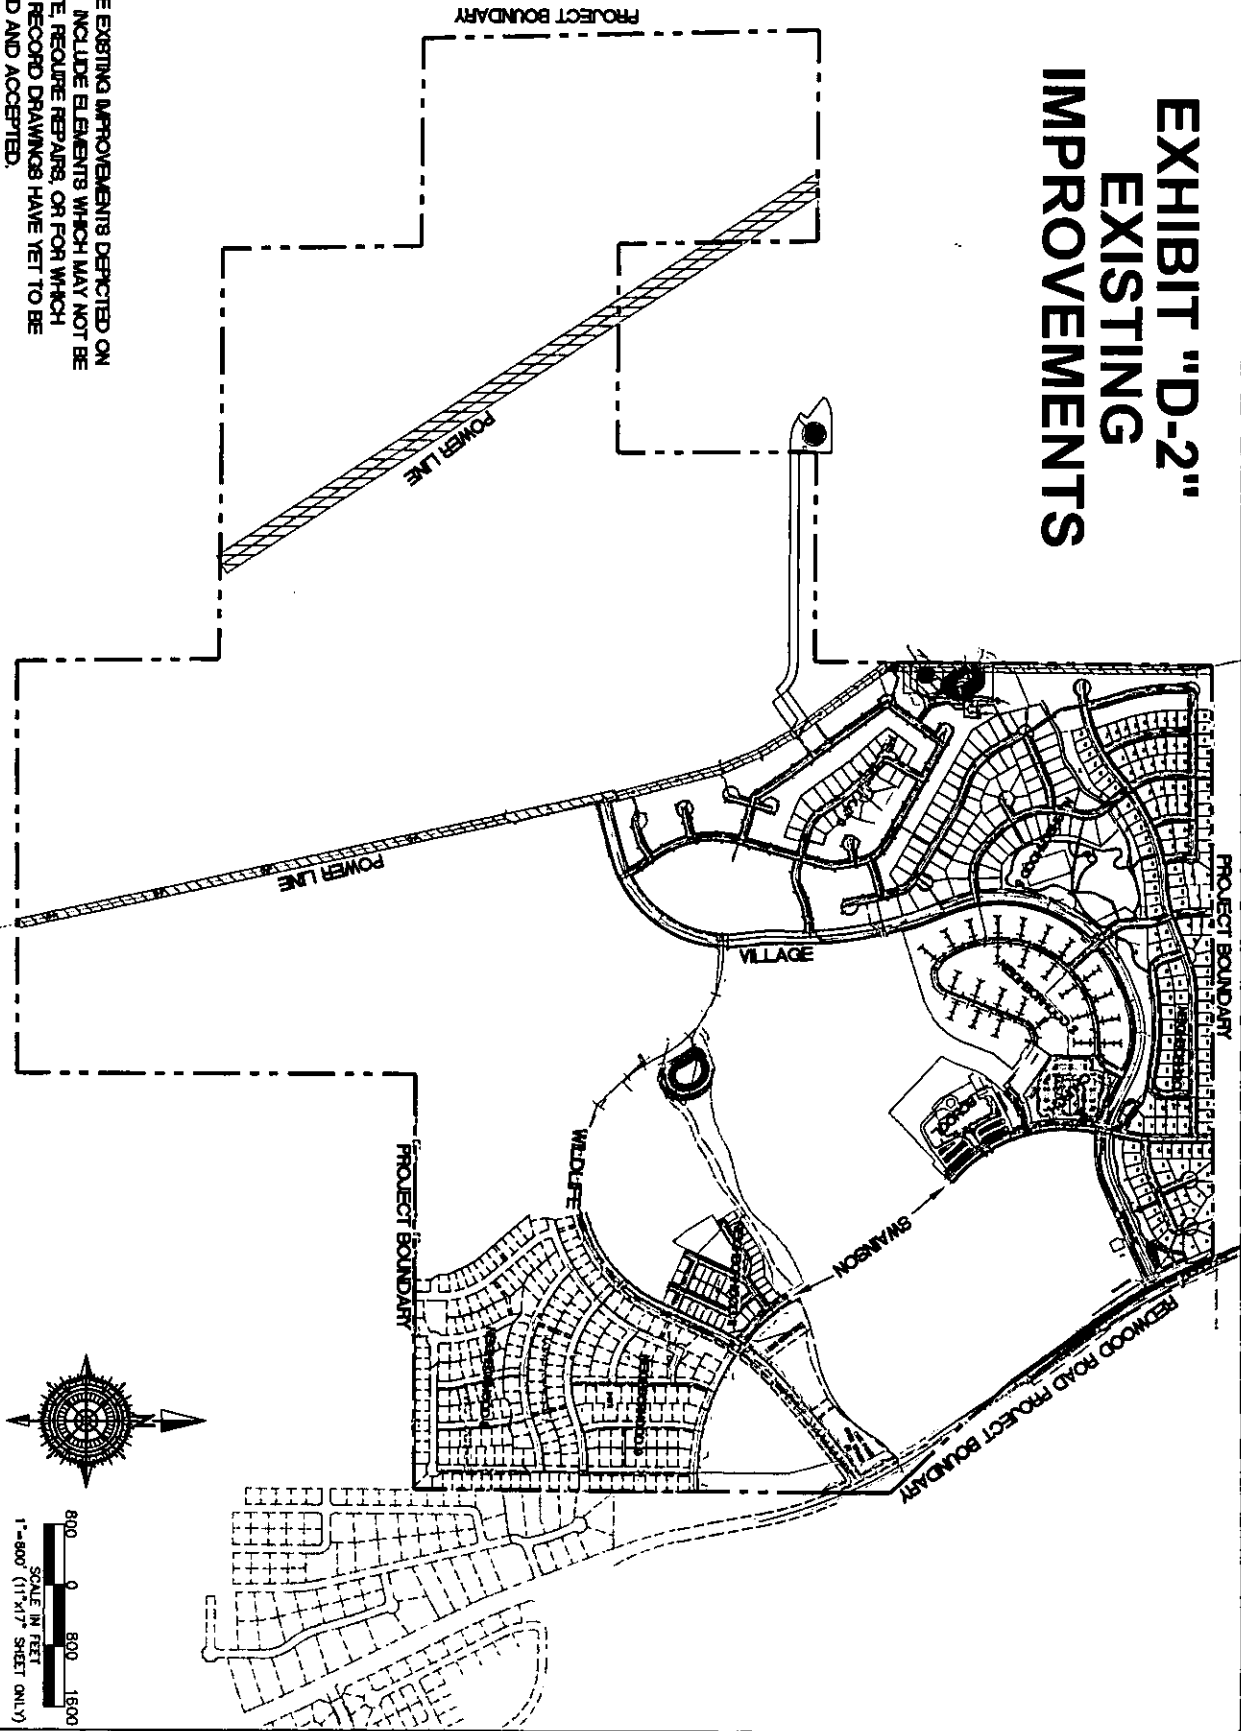 EXHIBIT "D-2"
EXISTING
IMPROVEMENTS
PROJECT BOUNDARY
E EXISTING IMPROVEMENTS DEPICTED ON
INCLUDE ELEMENTS WHICH MAY NOT BE
E, REQUIRE REPAIRS, OR FOR WHICH
RECORD DRAWINGS HAVE YET TO BE
D AND ACCEPTED.
POWER LINE
POWER LINE
PROJECT BOUNDARY
VILLAGE
SCHOOL
SWAINSON
WILDLIFE
PROJECT BOUNDARY
REDWOOD ROAD PROJECT BOUNDARY
N
800 0 800 1600
SCALE IN FEET
1"=800' (11"x17" SHEET ONLY)